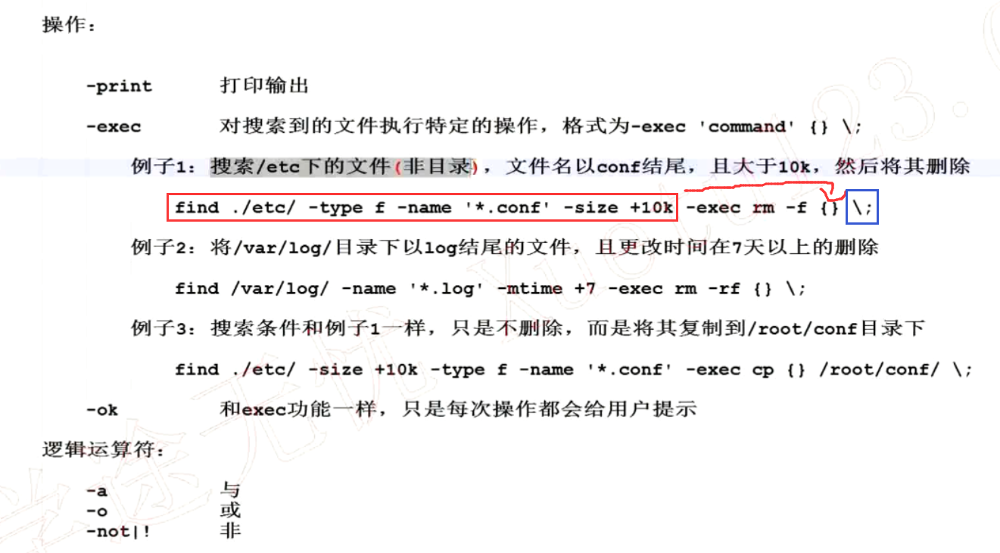 操作：
-print 打印输出
-exec 对搜索到的文件执行特定的操作，格式为-exec 'command' {} \;
例子1：搜索/etc下的文件(非目录)，文件名以conf结尾，且大于10k，然后将其删除
find ./etc/ -type f -name '*.conf' -size +10k -exec rm -f {} \;
例子2：将/var/log/目录下以log结尾的文件，且更改时间在7天以上的删除
find /var/log/ -name '*.log' -mtime +7 -exec rm -rf {} \;
例子3：搜索条件和例子1一样，只是不删除，而是将其复制到/root/conf目录下
find ./etc/ -size +10k -type f -name '*.conf' -exec cp {} /root/conf/ \;
-ok 和exec功能一样，只是每次操作都会给用户提示
逻辑运算符：
-a 与
-o 或
-not|! 非
学途无忧 Xuetu123.